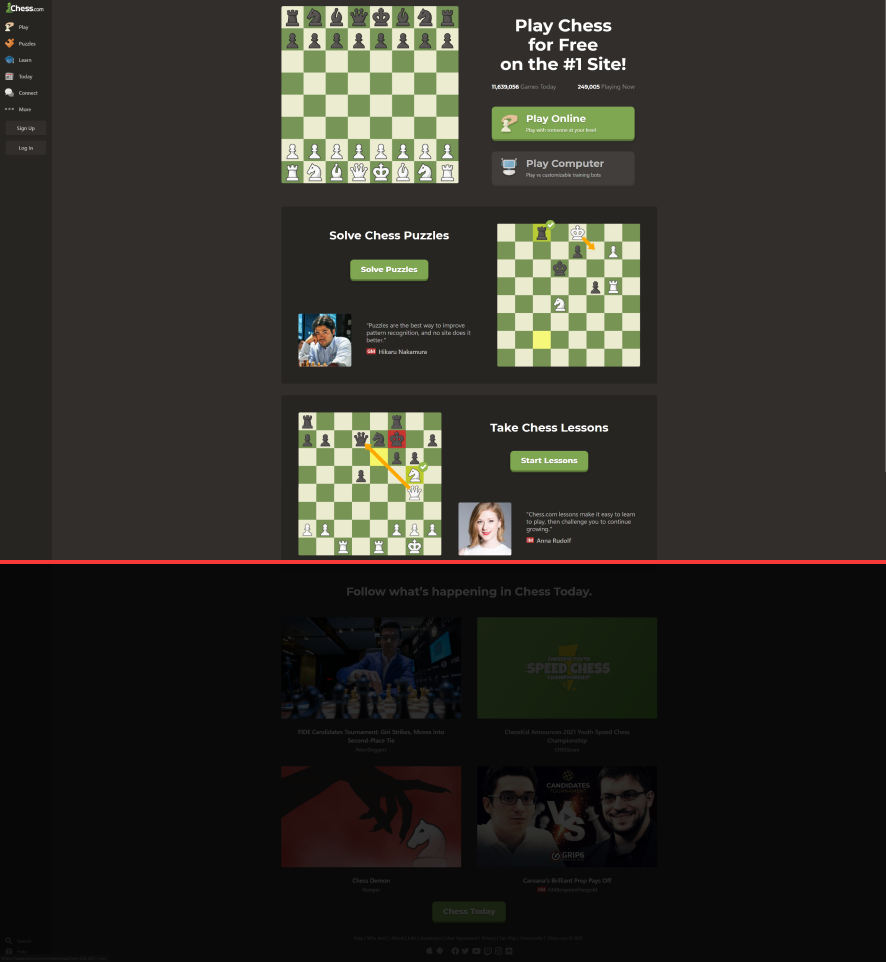 Chess.com
Play
Puzzles
Learn
Today
Connect
More
Sign Up
Log In
Play Chess
for Free
on the #1 Site!
11,639,056 Games Today
249,005 Playing Now
Play Online
Play with someone at your level
Play Computer
Play vs customizable training bots
Solve Chess Puzzles
Solve Puzzles
"Puzzles are the best way to improve
pattern recognition, and no site does it
better."
GM Hikaru Nakamura
Take Chess Lessons
Start Lessons
"Chess.com lessons make it easy to learn
to play, then challenge you to continue
growing."
IM Anna Rudolf
Follow what's happening in Chess Today.
SPEED CHESS
CHAMPIONSHIP
FIDE Candidates Tournament: Giri Strikes, Moves Into
Second-Place Tie
ChessKid Announces 2021 Youth Speed Chess
Championship
CANDIDATES
TOURNAMENT
VS
GRIP6
Chess Demon
Caruana's Brilliant Prep Pays Off
Chess Today
Search
Help